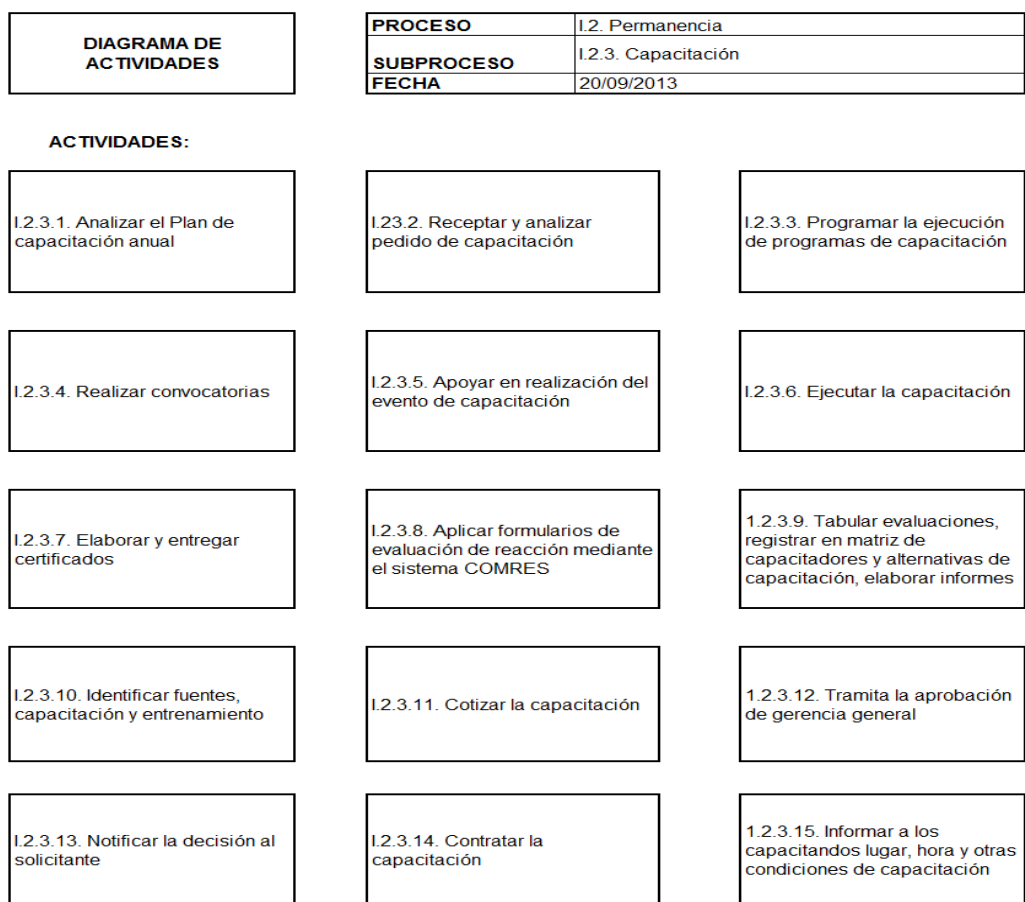 DIAGRAMA DE
ACTIVIDADES
PROCESO I.2. Permanencia
SUBPROCESO I.2.3. Capacitación
FECHA 20/09/2013
ACTIVIDADES:
I.2.3.1. Analizar el Plan de
capacitación anual
I.23.2. Receptar y analizar
pedido de capacitación
I.2.3.3. Programar la ejecución
de programas de capacitación
I.2.3.4. Realizar convocatorias
I.2.3.5. Apoyar en realización del
evento de capacitación
I.2.3.6. Ejecutar la capacitación
I.2.3.7. Elaborar y entregar
certificados
I.2.3.8. Aplicar formularios de
evaluación de reacción mediante
el sistema COMRES
1.2.3.9. Tabular evaluaciones,
registrar en matriz de
capacitadores y alternativas de
capacitación, elaborar informes
I.2.3.10. Identificar fuentes,
capacitación y entrenamiento
I.2.3.11. Cotizar la capacitación
1.2.3.12. Tramita la aprobación
de gerencia general
I.2.3.13. Notificar la decisión al
solicitante
I.2.3.14. Contratar la
capacitación
1.2.3.15. Informar a los
capacitandos lugar, hora y otras
condiciones de capacitación